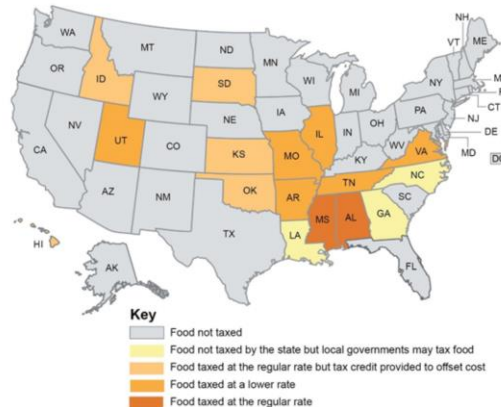 NH
WA
VT
ME
MT
ND
OR
MN
ID
SD
WI
NY
WY
MI
CT
IA
PA
NJ
NE
NV
OH
DE
IL
IN
UT
MD
CO
WV
CA
VA
KS
MO
KY
NC
TN
OK
AZ
NM
AR
SC
MS
AL
GA
TX
LA
HI
AK
FL
Key
Food not taxed
Food not taxed by the state but local governments may tax food
Food taxed at the regular rate but tax credit provided to offset cost
Food taxed at a lower rate
Food taxed at the regular rate